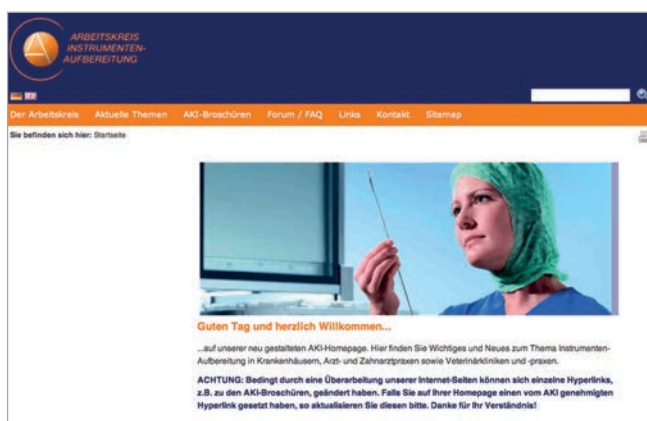 ARBEITSKREIS
INSTRUMENTEN-
AUFBEREITUNG
Der Arbeitskreis Aktuelle Themen AKI-Broschüren Forum / FAQ Links Kontakt Sitemap
Sie befinden sich hier: Startseite
Guten Tag und herzlich Willkommen...
...auf unserer neu gestalteten AKI-Homepage. Hier finden Sie Wichtiges und Neues zum Thema Instrumenten-
Aufbereitung in Krankenhäusern, Arzt- und Zahnarztpraxen sowie Veterinärkliniken und -praxen.
ACHTUNG: Bedingt durch eine Überarbeitung unserer Internet-Seiten können sich einzelne Hyperlinks,
z.B. zu den AKI-Broschüren, geändert haben. Falls Sie auf Ihrer Homepage einen vom AKI genehmigten
Hyperlink gesetzt haben, so aktualisieren Sie diesen bitte. Danke für Ihr Verständnis!